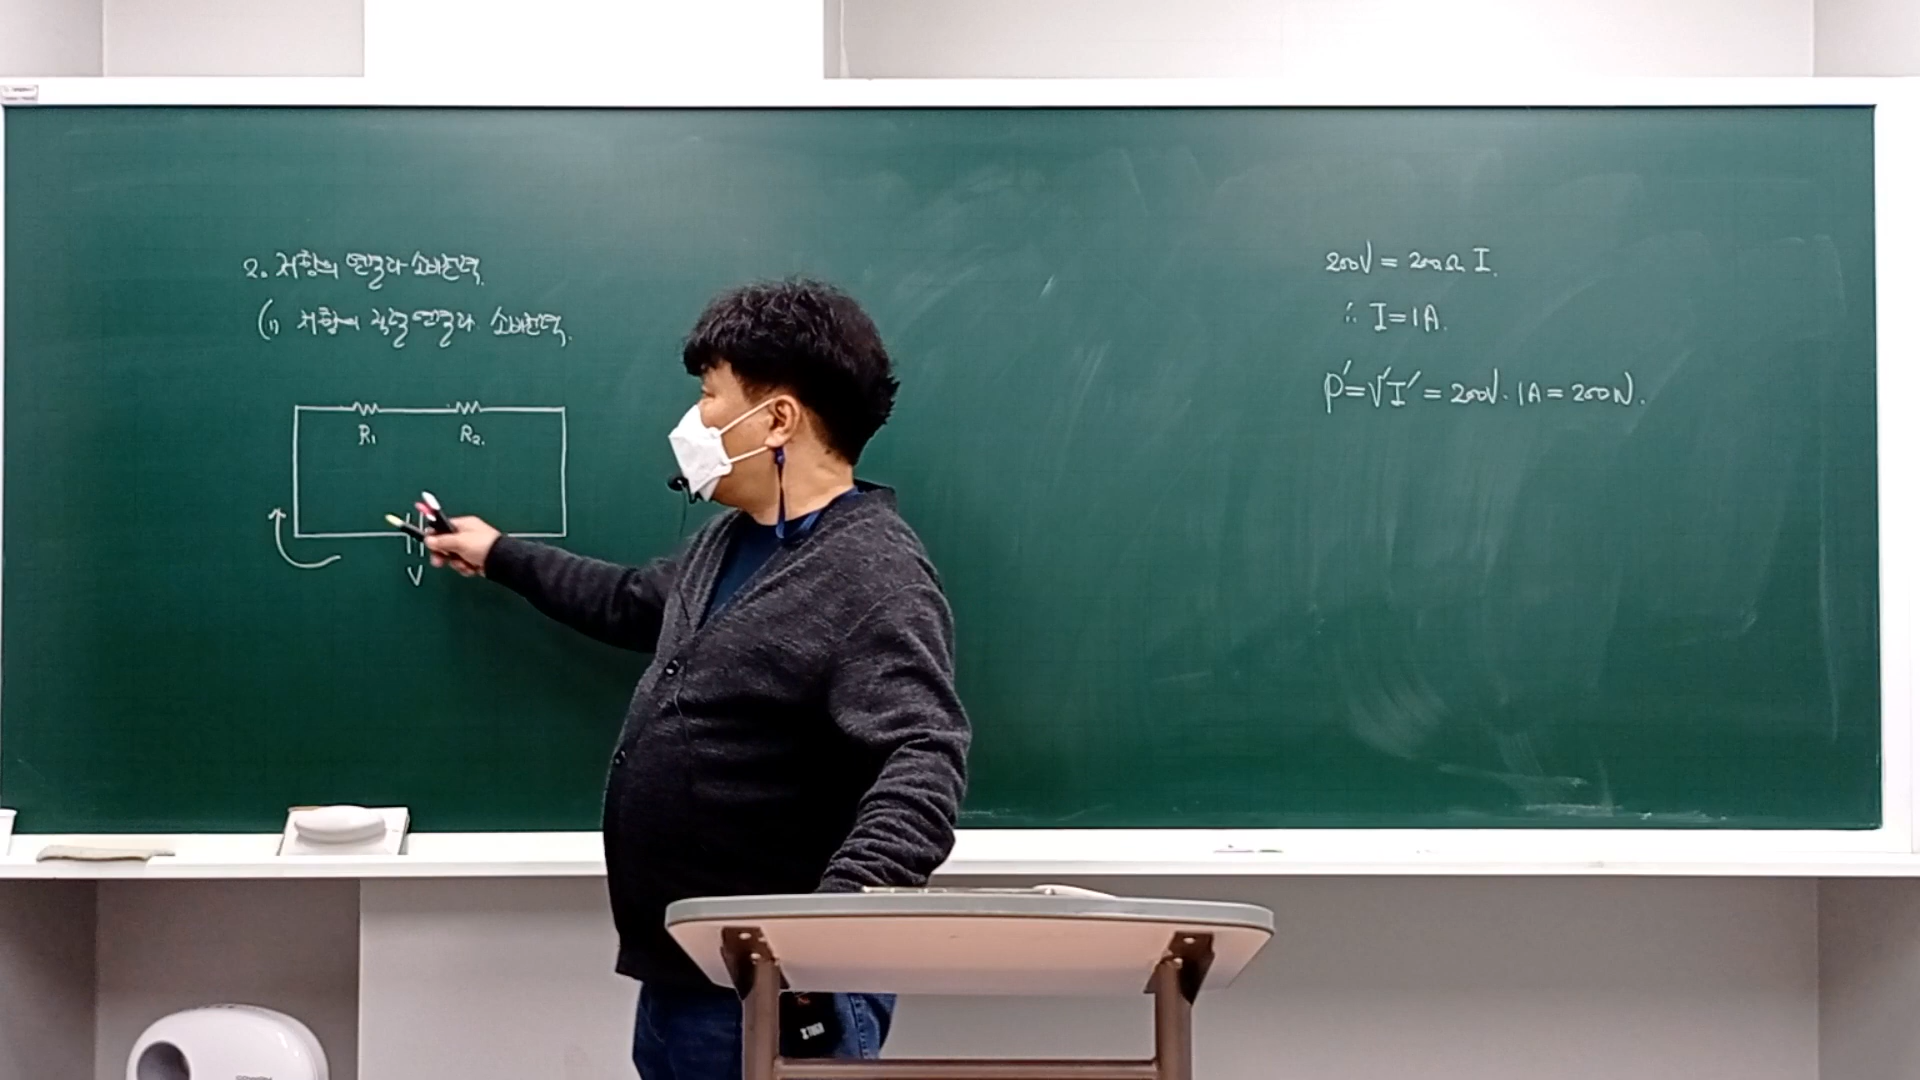 2. 저항의 연결과 소비전력.
(1) 저항의 직렬연결과 소비전력.
R₁ R₂.
V
200V = 200Ω I.
∴ I = 1A.
P′ = V′I′ = 200V · 1A = 200W.